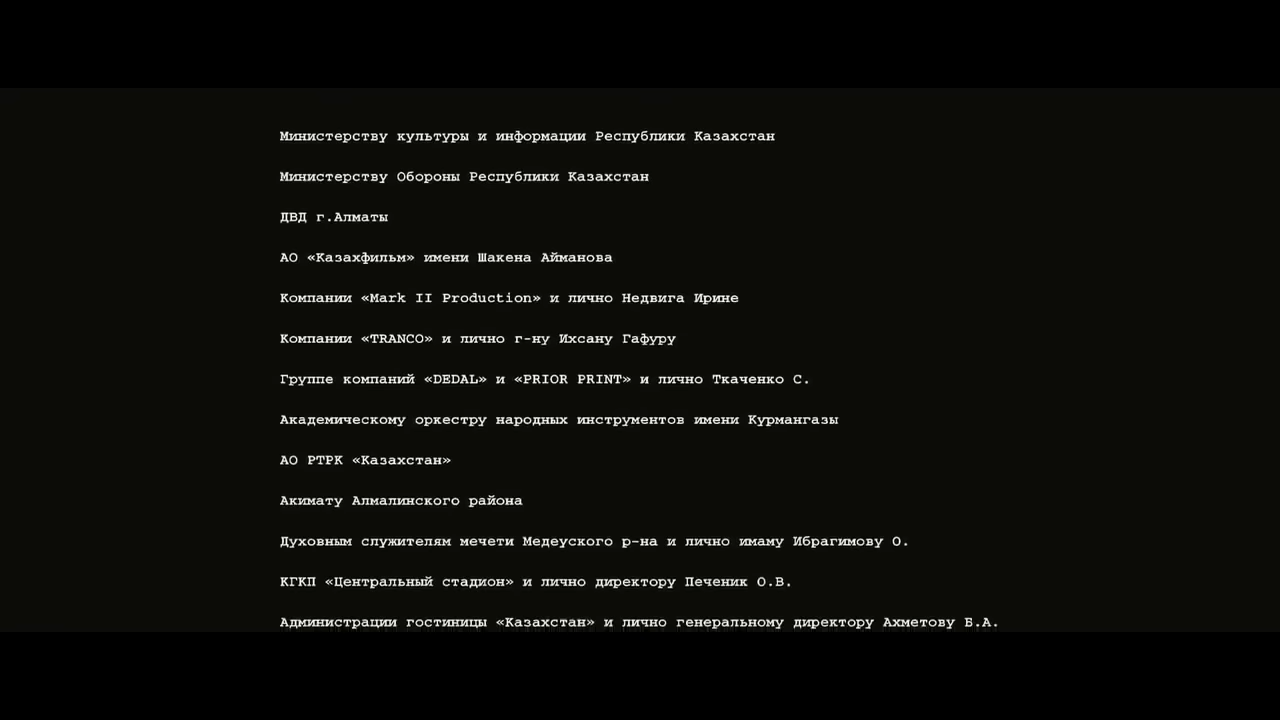 Министерству культуры и информации Республики Казахстан
Министерству Обороны Республики Казахстан
ДВД г.Алматы
АО «Казахфильм» имени Шакена Айманова
Компании «Mark II Production» и лично Недвига Ирине
Компании «TRANCO» и лично г-ну Ихсану Гафуру
Группе компаний «DEDAL» и «PRIOR PRINT» и лично Ткаченко С.
Академическому оркестру народных инструментов имени Курмангазы
АО РТРК «Казахстан»
Акимату Алмалинского района
Духовным служителям мечети Медеуского р-на и лично имаму Ибрагимову О.
КГКП «Центральный стадион» и лично директору Печеник О.В.
Администрации гостиницы «Казахстан» и лично генеральному директору Ахметову Б.А.